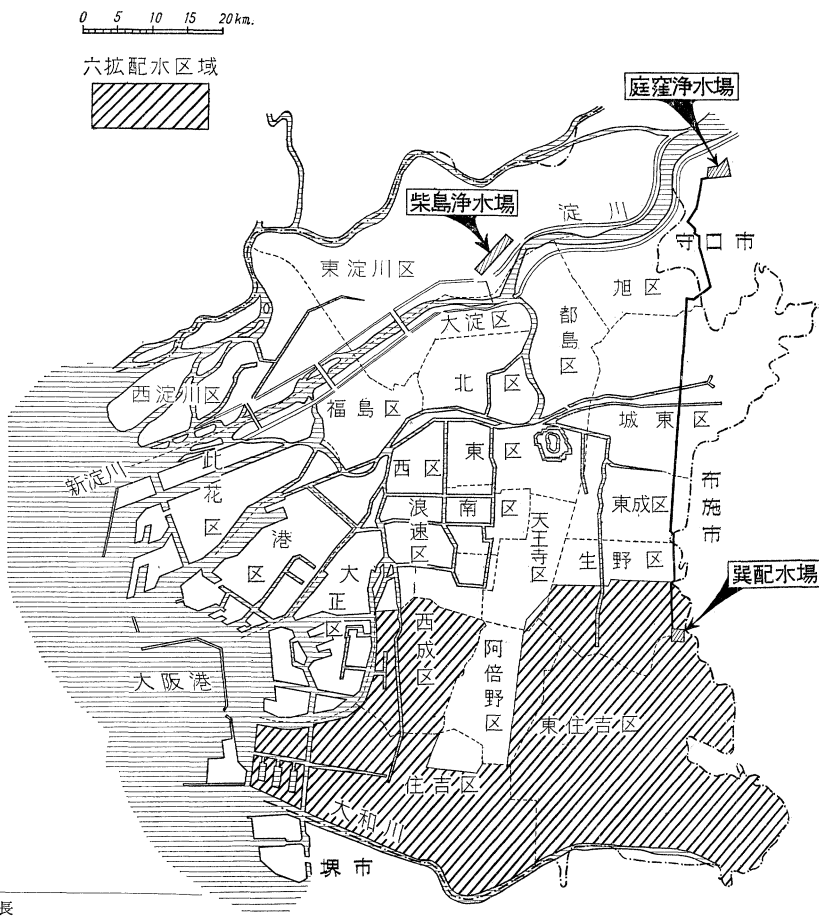 0 5 10 15 20km.
六拡配水区域
庭窪浄水場
柴島浄水場
淀川
守口市
東淀川区
旭区
大淀区
都島区
西淀川区
北区
福島区
城東区
新淀川
此花区
西区
東区
布施市
港区
浪速区
南区
天王寺区
東成区
大正区
生野区
巽配水場
西成区
阿倍野区
大阪港
東住吉区
住吉区
大和川
堺市
長